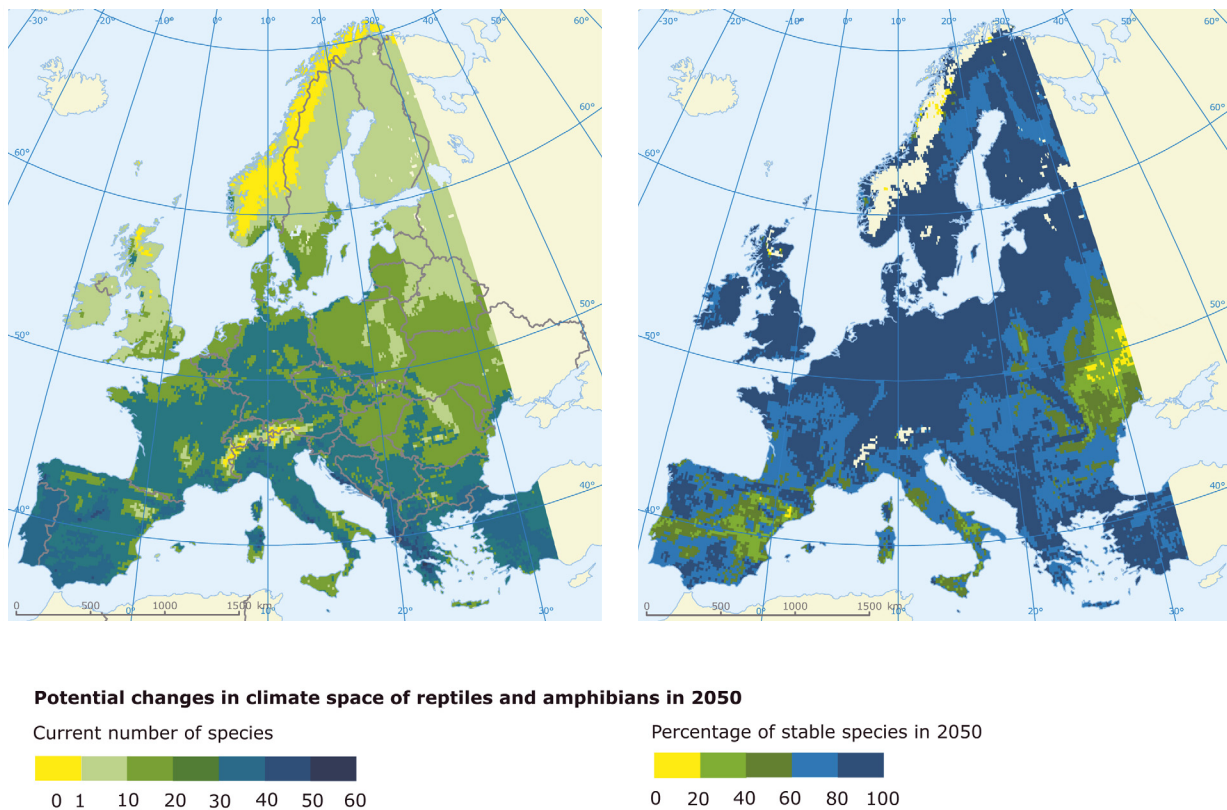 -30° -20° -10° 0° 10° 20° 30° 40° 50° 60°
60°
60°
50°
50°
40°
40°
0 500 1000 1500 km
0° 10° 20° 30°
-30° -20° -10° 0° 10° 20° 30° 40° 50° 60°
60°
60°
50°
50°
40°
40°
0 500 1000 1500 km
0° 10° 20° 30°
Potential changes in climate space of reptiles and amphibians in 2050
Current number of species
0 1 10 20 30 40 50 60
Percentage of stable species in 2050
0 20 40 60 80 100